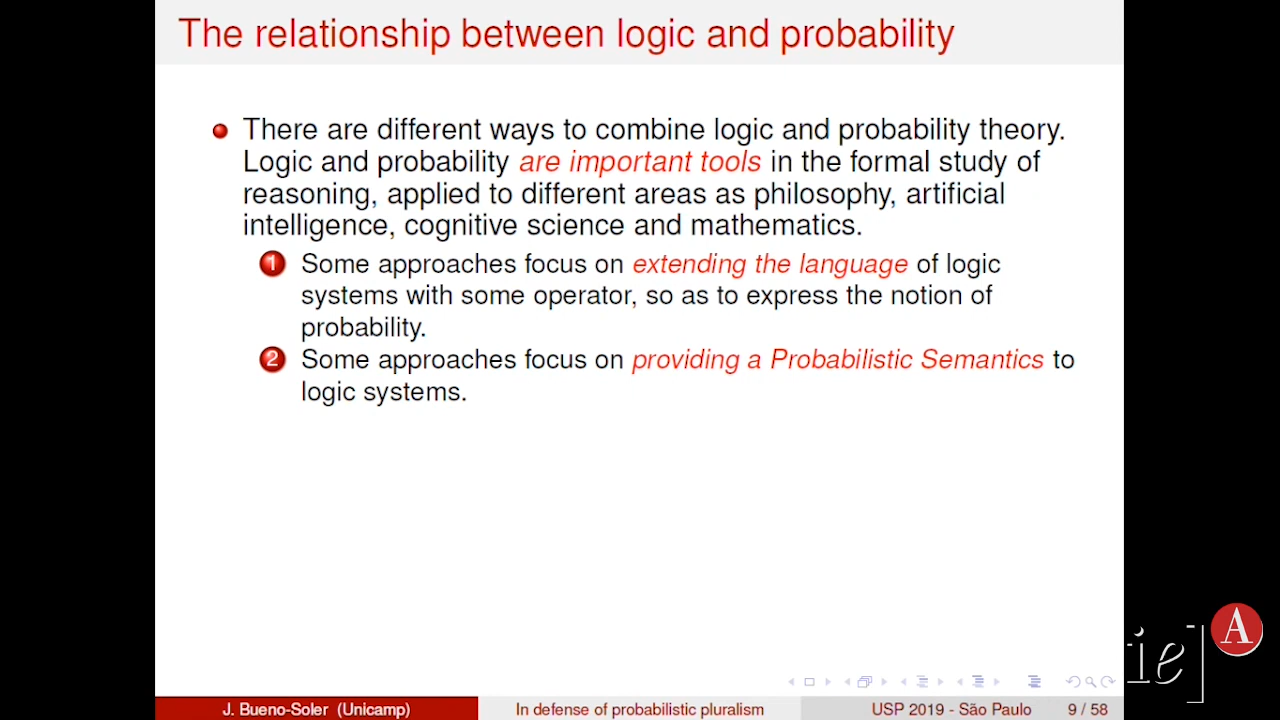 The relationship between logic and probability
There are different ways to combine logic and probability theory.
Logic and probability are important tools in the formal study of
reasoning, applied to different areas as philosophy, artificial
intelligence, cognitive science and mathematics.
1 Some approaches focus on extending the language of logic
systems with some operator, so as to express the notion of
probability.
2 Some approaches focus on providing a Probabilistic Semantics to
logic systems.
J. Bueno-Soler (Unicamp) In defense of probabilistic pluralism USP 2019 - São Paulo 9 / 58
ie] A